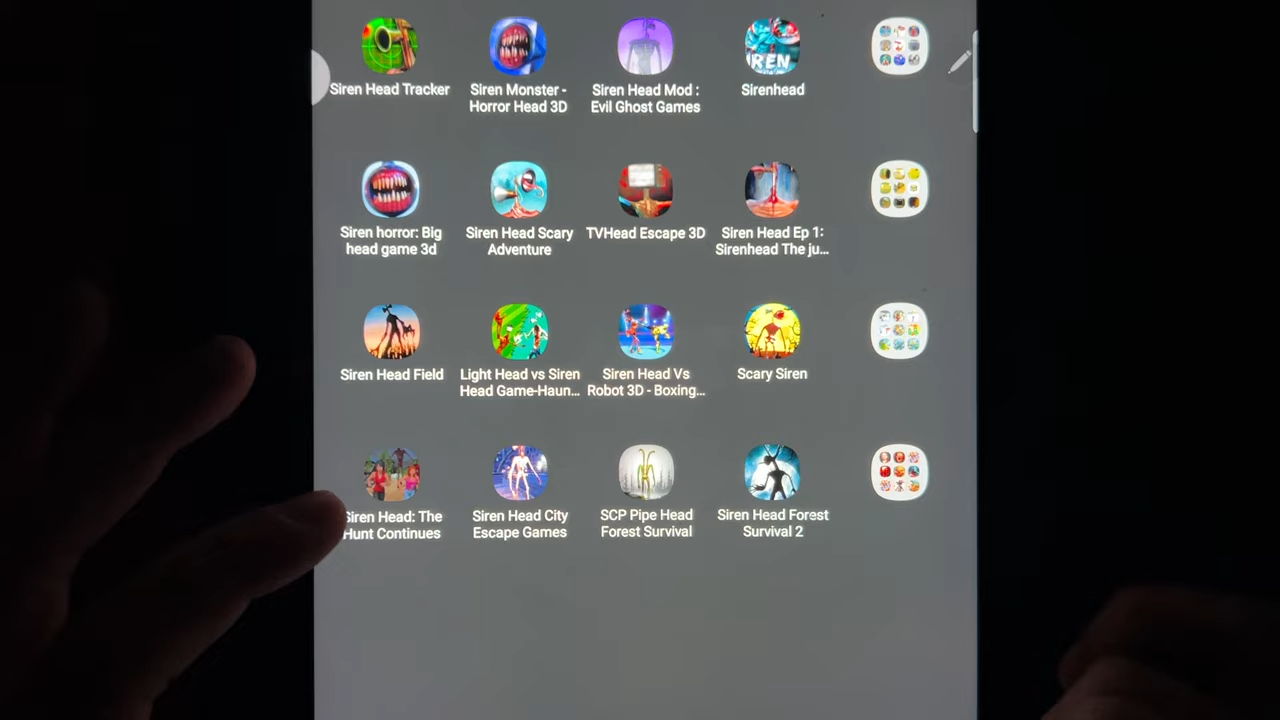 Siren Head Tracker
Siren Monster -
Horror Head 3D
Siren Head Mod :
Evil Ghost Games
REN
Sirenhead
Siren horror: Big
head game 3d
Siren Head Scary
Adventure
TVHead Escape 3D
Siren Head Ep 1:
Sirenhead The ju...
Siren Head Field
Light Head vs Siren
Head Game-Haun...
Siren Head Vs
Robot 3D - Boxing...
Scary Siren
Siren Head: The
Hunt Continues
Siren Head City
Escape Games
SCP Pipe Head
Forest Survival
Siren Head Forest
Survival 2